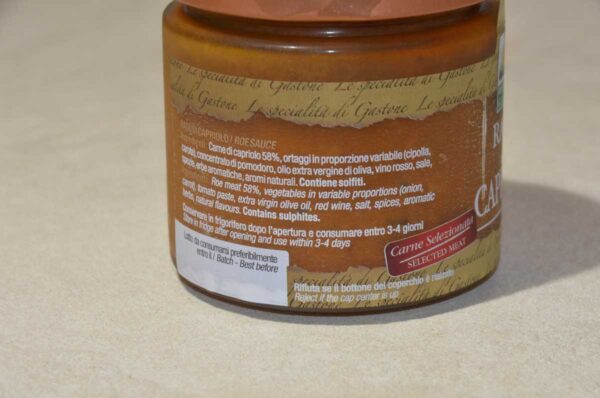 Le specialità di Gastone Le specialità
di Gastone Le specialità di Gastone Le specialità
CAPRIOLO / ROE SAUCE
Carne di capriolo 58%, ortaggi in proporzione variabile (cipolla,
carote), concentrato di pomodoro, olio extra vergine di oliva, vino rosso, sale,
spezie, erbe aromatiche, aromi naturali. Contiene solfiti.
Roe meat 58%, vegetables in variable proportions (onion,
carrot), tomato paste, extra virgin olive oil, red wine, salt, spices, aromatic
herbs, natural flavours. Contains sulphites.
Conservare in frigorifero dopo l'apertura e consumare entro 3-4 giorni
Store in fridge after opening and use within 3-4 days
Lotto da consumarsi preferibilmente
entro il / Batch - Best before
Carne Selezionata
SELECTED MEAT
Rifiuta se il bottone del coperchio è rialzato
Reject if the cap center is up